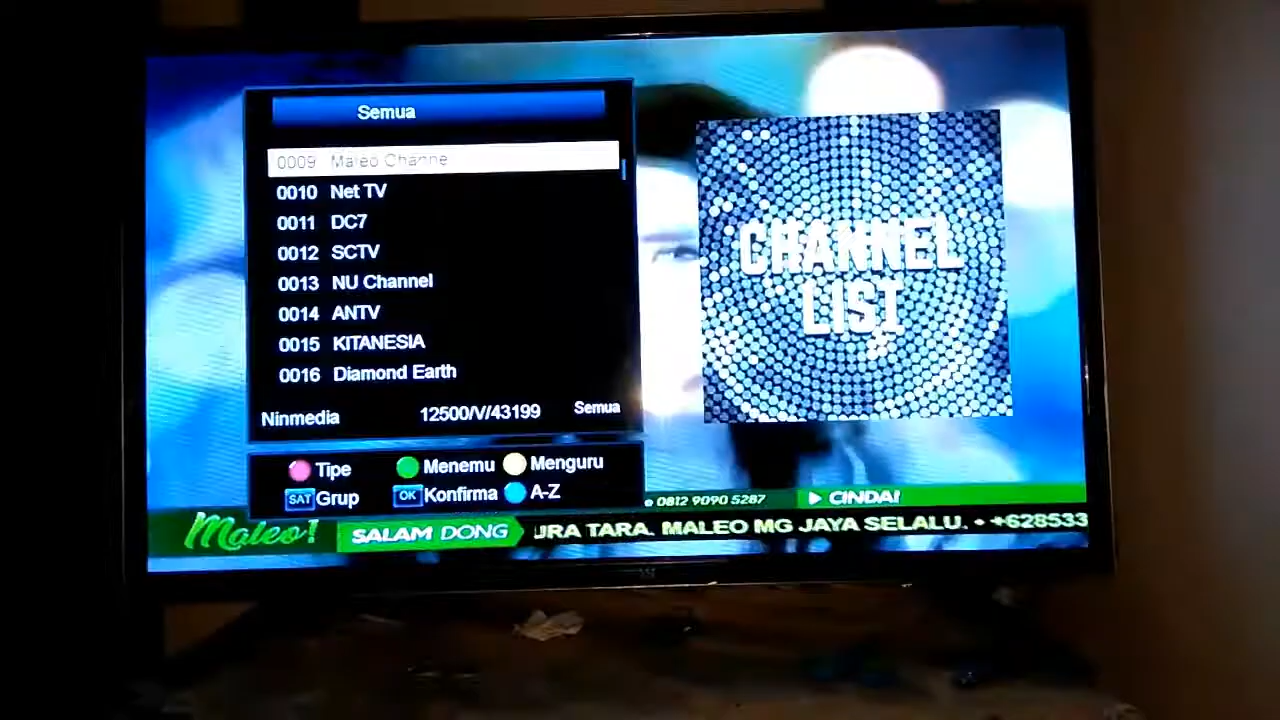 Semua
0009 Maleo Channe
0010 Net TV
0011 DC7
0012 SCTV
0013 NU Channel
0014 ANTV
0015 KITANESIA
0016 Diamond Earth
Ninmedia 12500/V/43199 Semua
Tipe Menemu Menguru
SAT Grup OK Konfirma A-Z
CHANNEL
LIST
0812 9090 5287 CINDAI
Maleo! SALAM DONG URA TARA. MALEO MG JAYA SELALU. • +628533